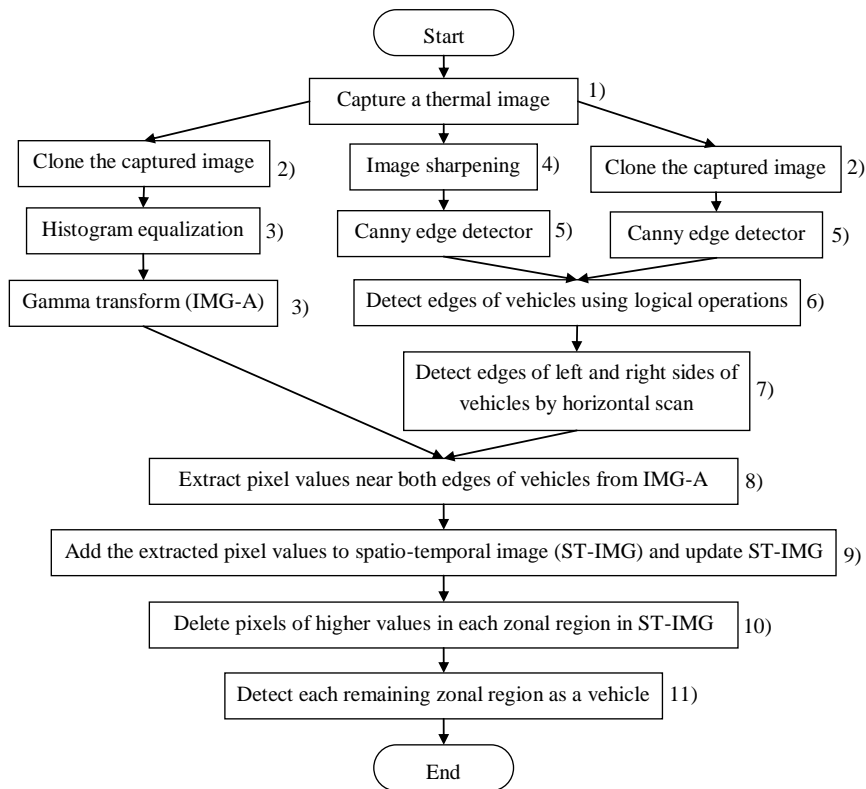 Start
Capture a thermal image 1)
Clone the captured image 2)
Image sharpening 4)
Clone the captured image 2)
Histogram equalization 3)
Canny edge detector 5)
Canny edge detector 5)
Gamma transform (IMG-A) 3)
Detect edges of vehicles using logical operations 6)
Detect edges of left and right sides of
vehicles by horizontal scan 7)
Extract pixel values near both edges of vehicles from IMG-A 8)
Add the extracted pixel values to spatio-temporal image (ST-IMG) and update ST-IMG 9)
Delete pixels of higher values in each zonal region in ST-IMG 10)
Detect each remaining zonal region as a vehicle 11)
End